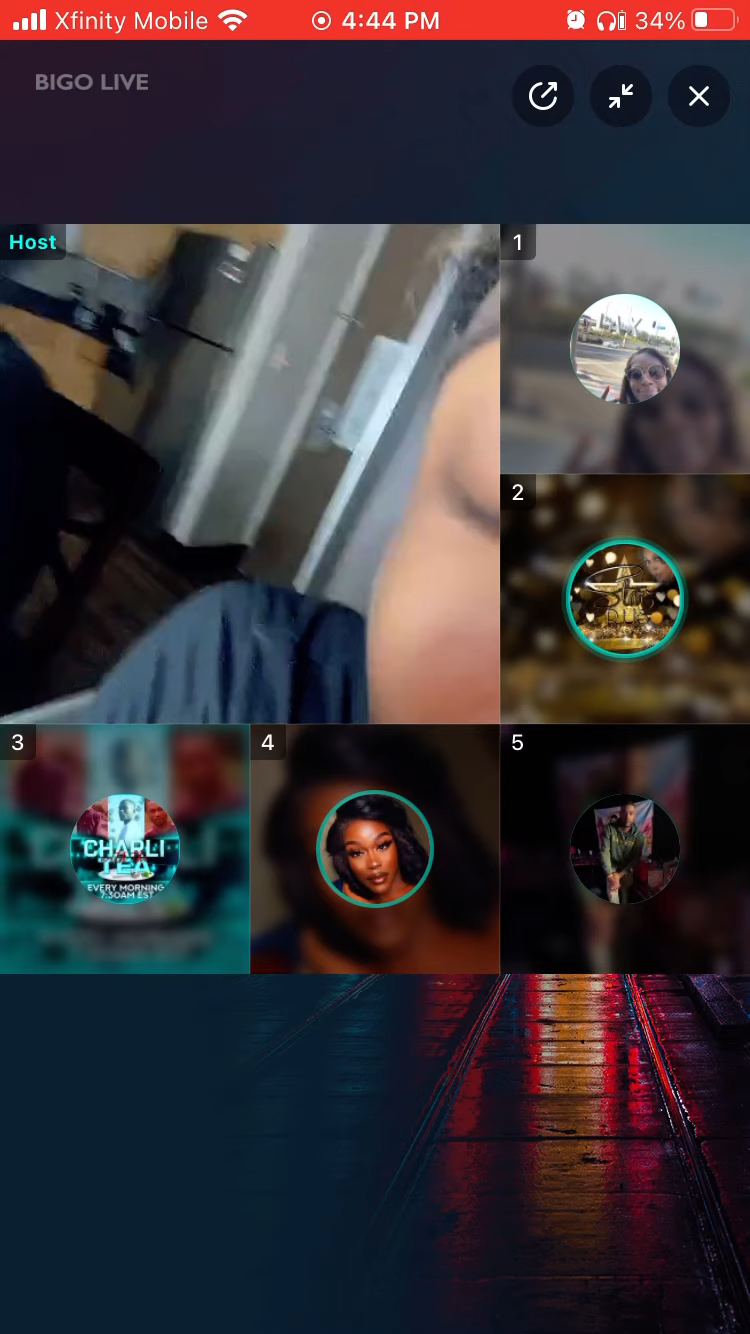 Xfinity Mobile 4:44 PM 34%
BIGO LIVE
Host
1
2
Star
3
4
5
CHARLI
TEA
EVERY MORNING
7:30AM EST